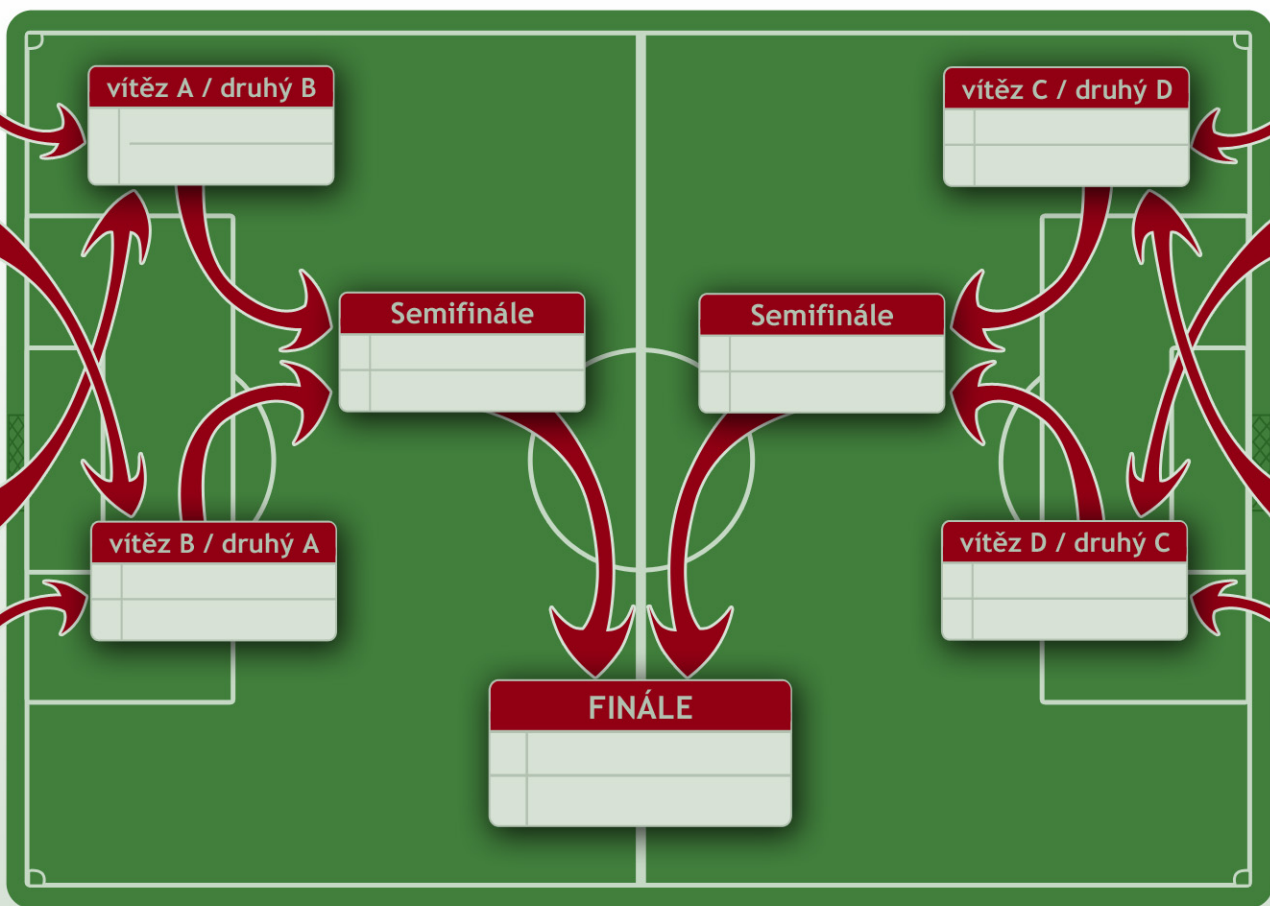 vítěz A / druhý B
vítěz C / druhý D
Semifinále
Semifinále
vítěz B / druhý A
vítěz D / druhý C
FINÁLE